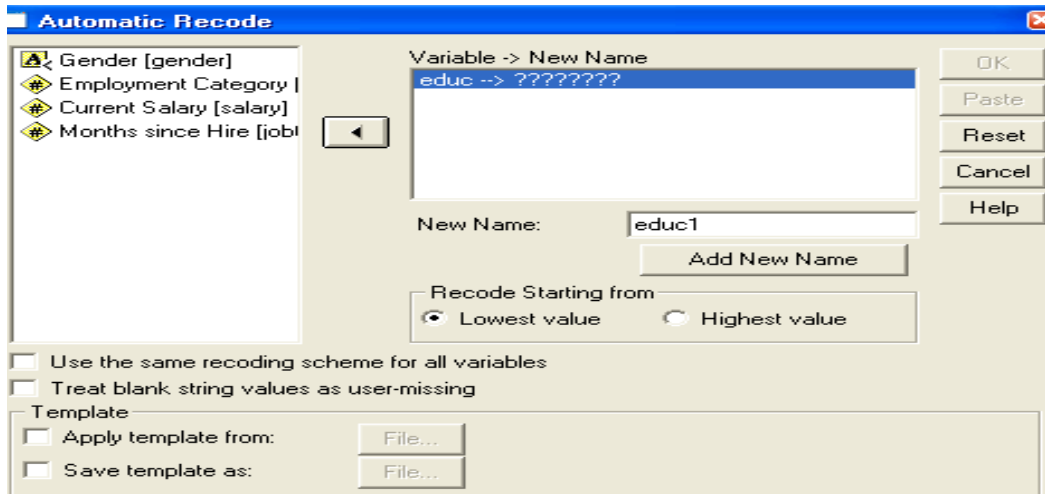 Automatic Recode
Gender [gender]
Employment Category [
Current Salary [salary]
Months since Hire [jobt
Variable -> New Name
educ --> ????????
New Name:
educ1
Add New Name
Recode Starting from
Lowest value
Highest value
OK
Paste
Reset
Cancel
Help
Use the same recoding scheme for all variables
Treat blank string values as user-missing
Template
Apply template from:
File...
Save template as:
File...